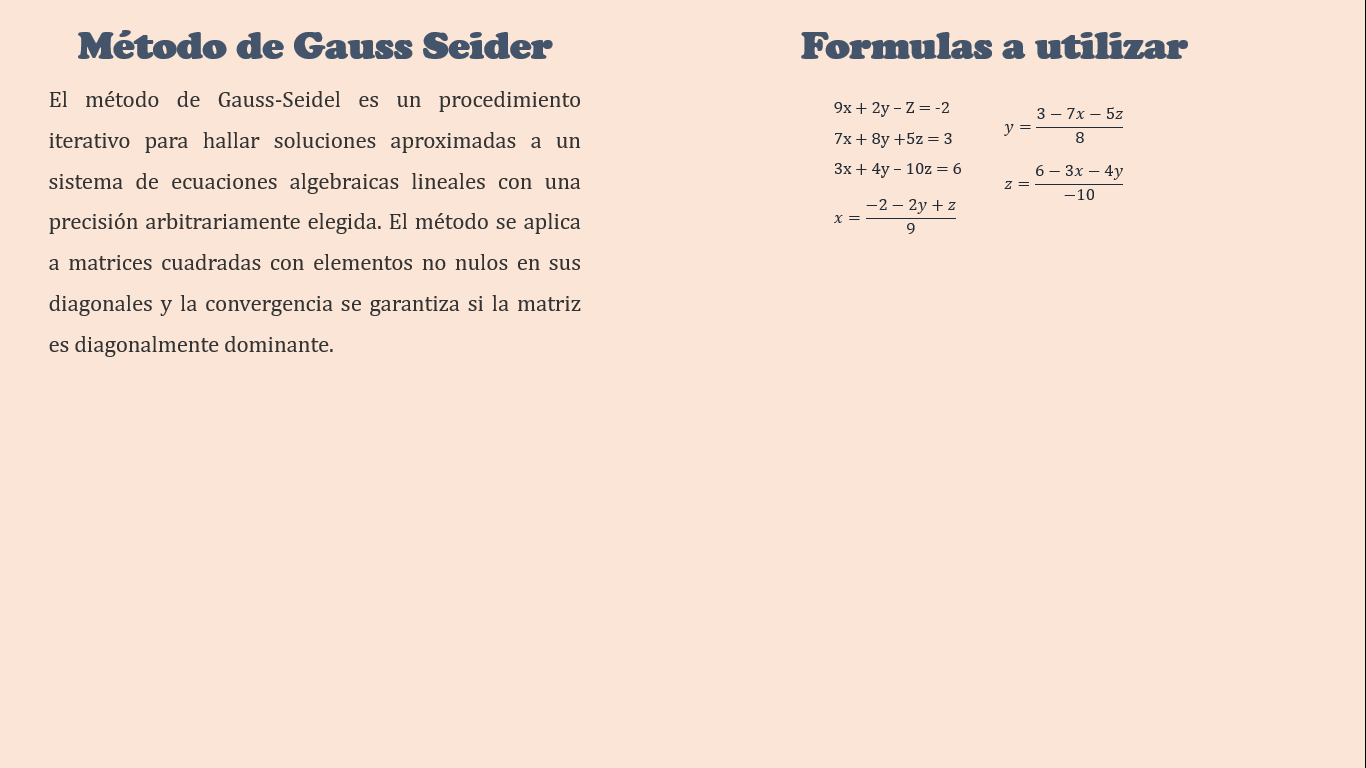 Método de Gauss Seider
El método de Gauss-Seidel es un procedimiento
iterativo para hallar soluciones aproximadas a un
sistema de ecuaciones algebraicas lineales con una
precisión arbitrariamente elegida. El método se aplica
a matrices cuadradas con elementos no nulos en sus
diagonales y la convergencia se garantiza si la matriz
es diagonalmente dominante.
Formulas a utilizar
9x + 2y – Z = -2
7x + 8y +5z = 3
3x + 4y – 10z = 6
x = (−2 − 2y + z)/9
y = (3 − 7x − 5z)/8
z = (6 − 3x − 4y)/−10